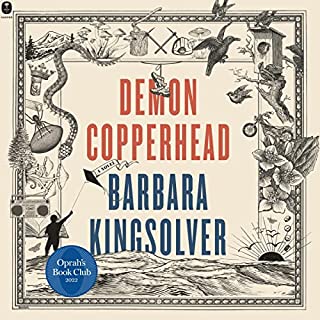 DEMON
COPPERHEAD
A NOVEL
BARBARA
KINGSOLVER
Oprah's
Book Club
2022